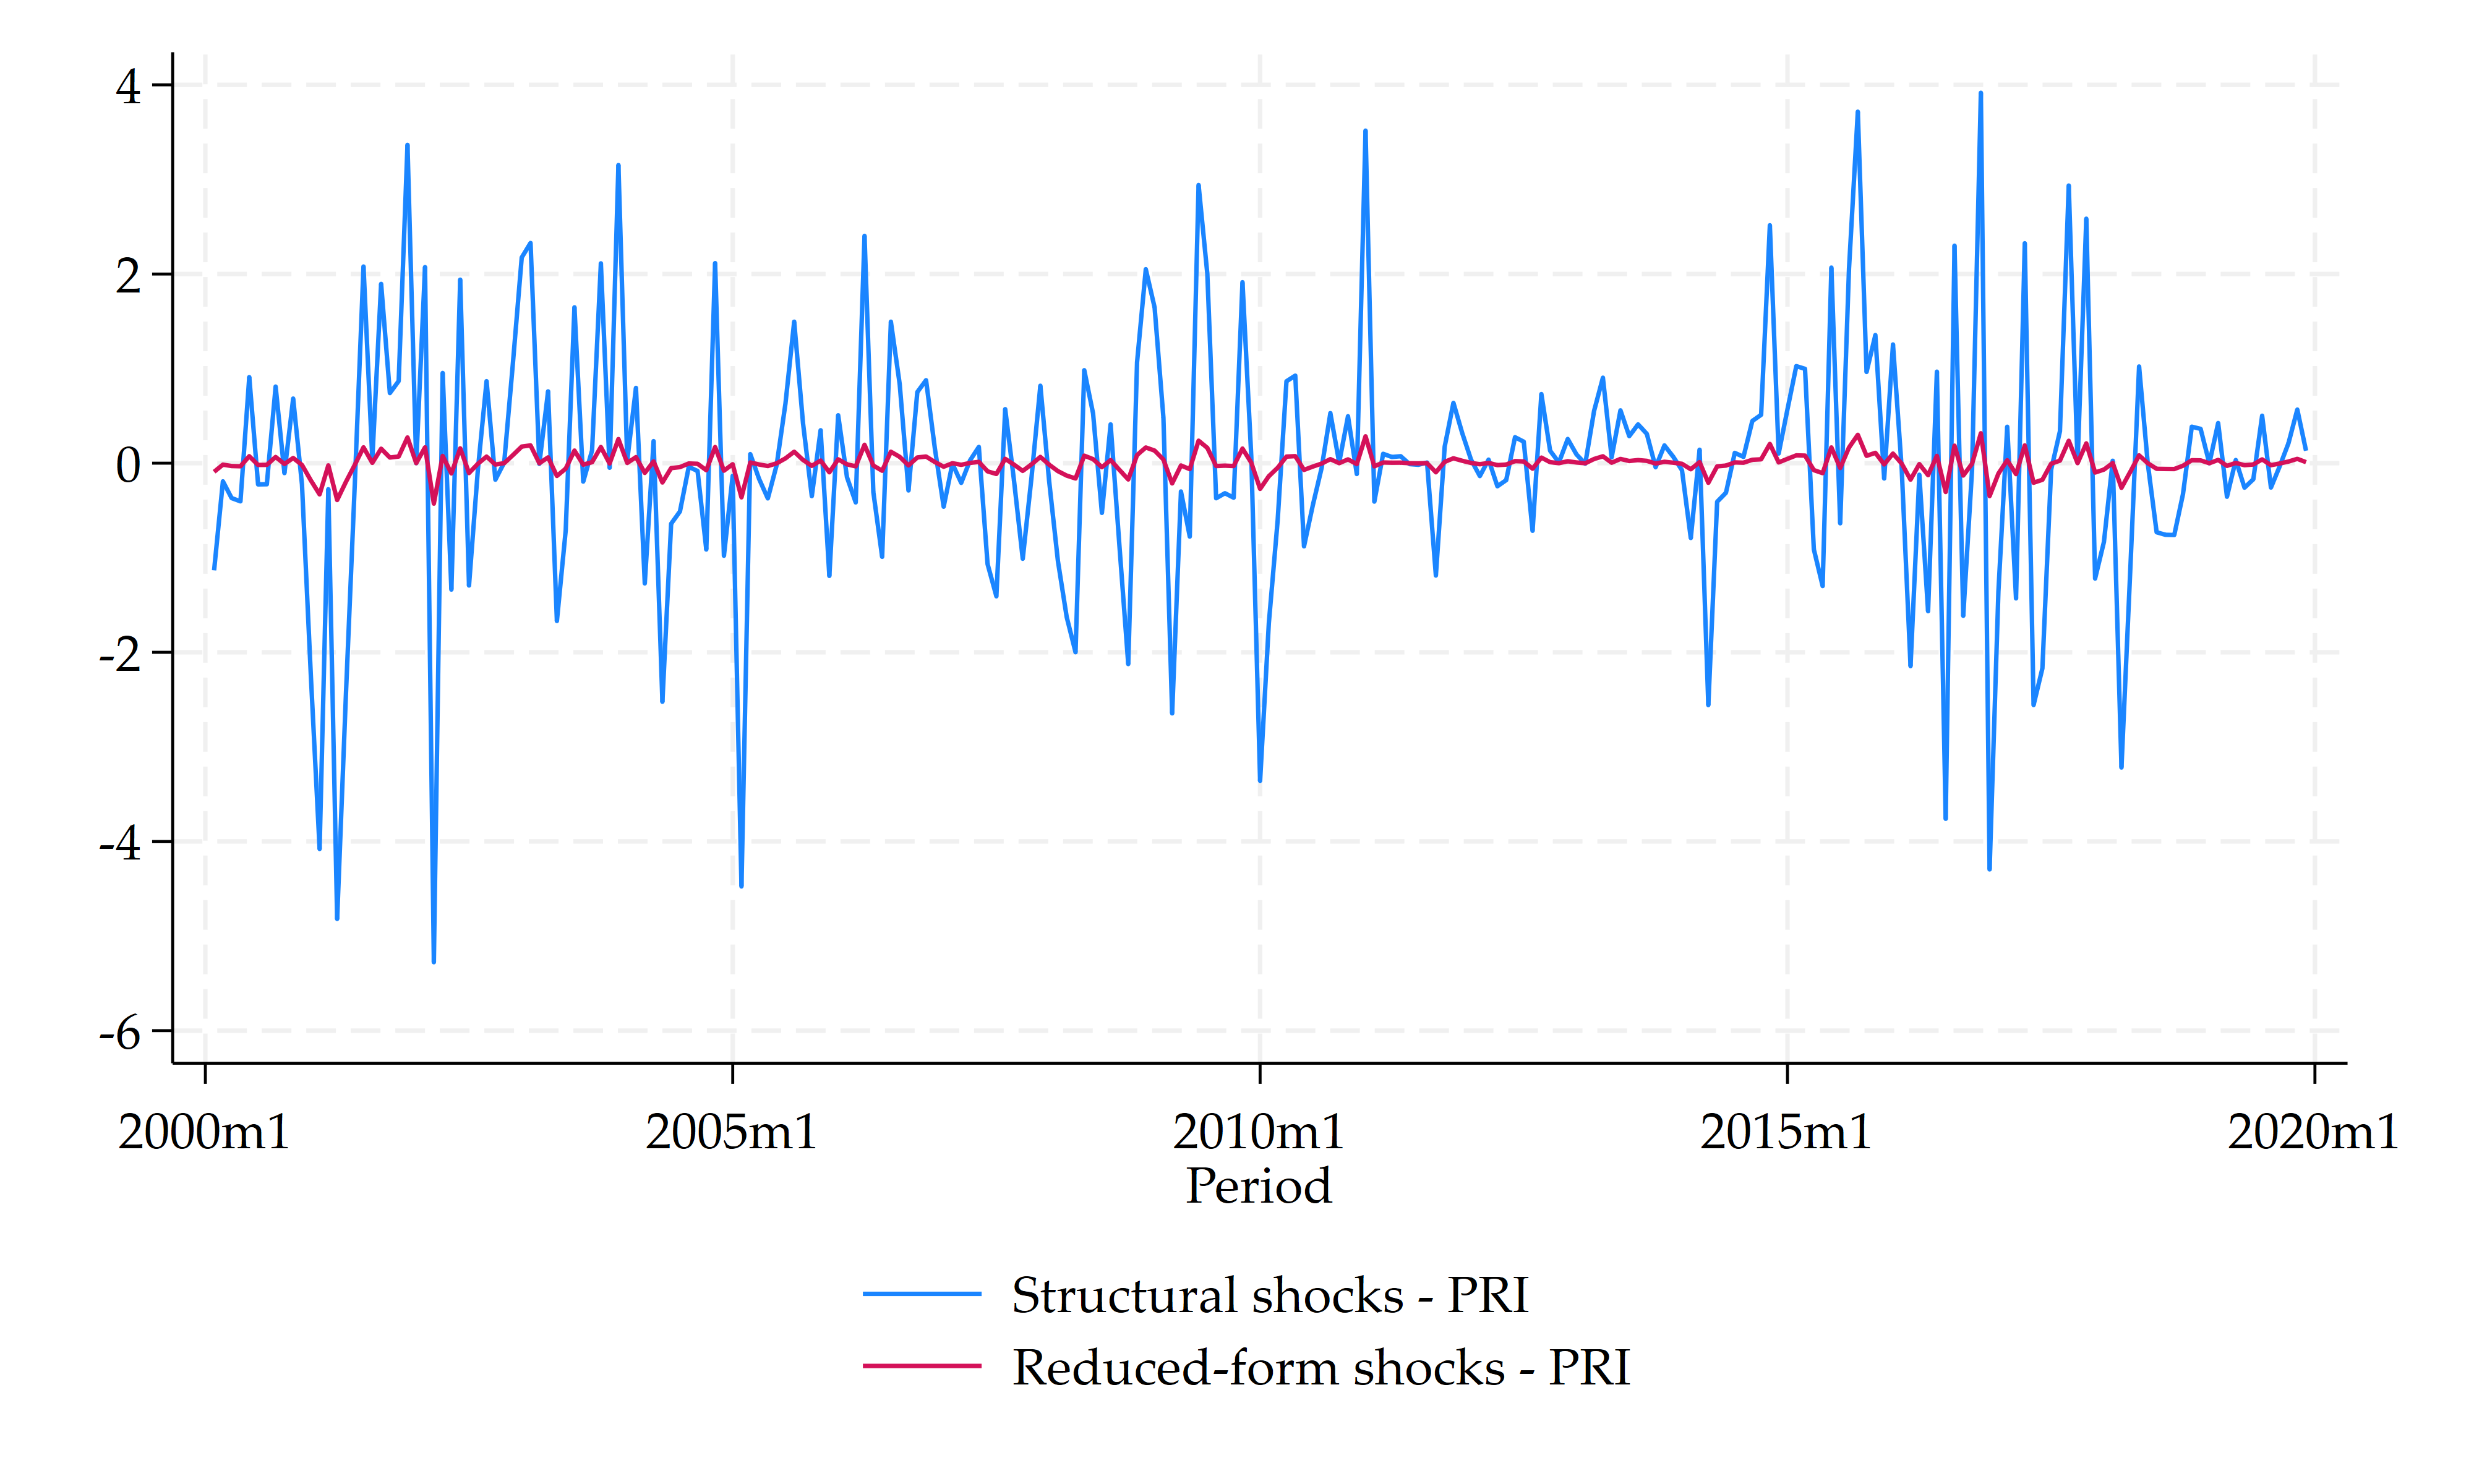 4
2
0
-2
-4
-6
2000m1 2005m1 2010m1 2015m1 2020m1
Period
Structural shocks - PRI
Reduced-form shocks - PRI